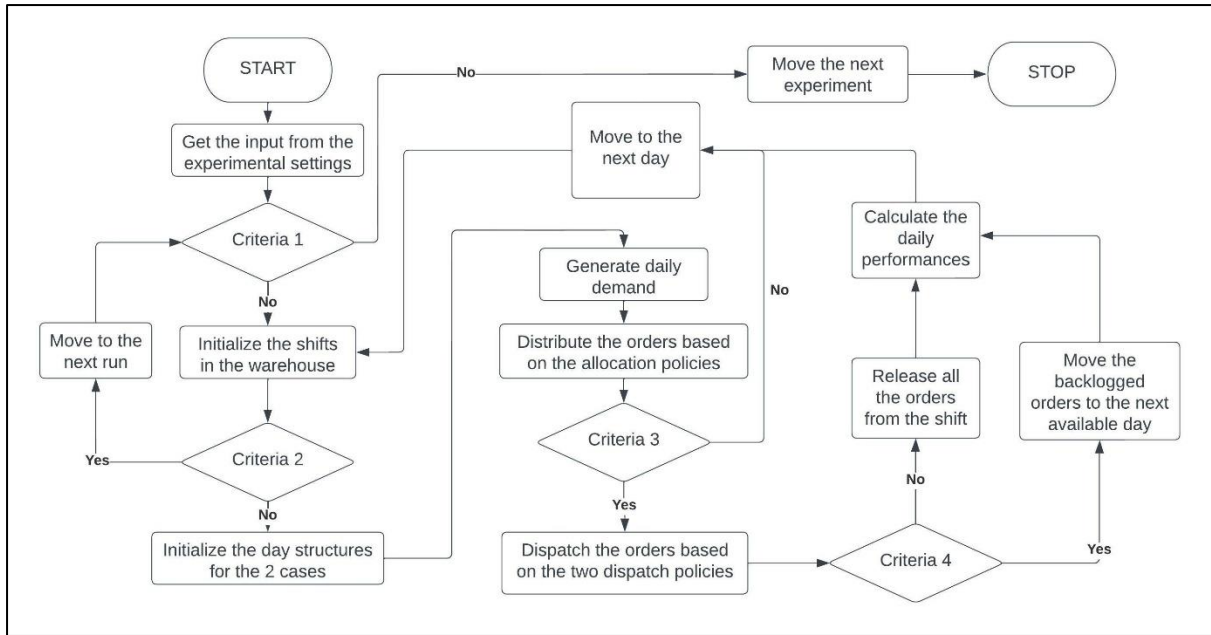 START
No
Move the next
experiment
STOP
Get the input from the
experimental settings
Move to the
next day
Criteria 1
Calculate the
daily
performances
Generate daily
demand
No
No
Move to the
next run
Initialize the shifts
in the warehouse
Distribute the orders based
on the allocation policies
Release all
the orders
from the shift
Move the
backlogged
orders to the next
available day
Criteria 3
Yes
Criteria 2
No
No
Yes
Initialize the day structures
for the 2 cases
Dispatch the orders based
on the two dispatch policies
Criteria 4
Yes